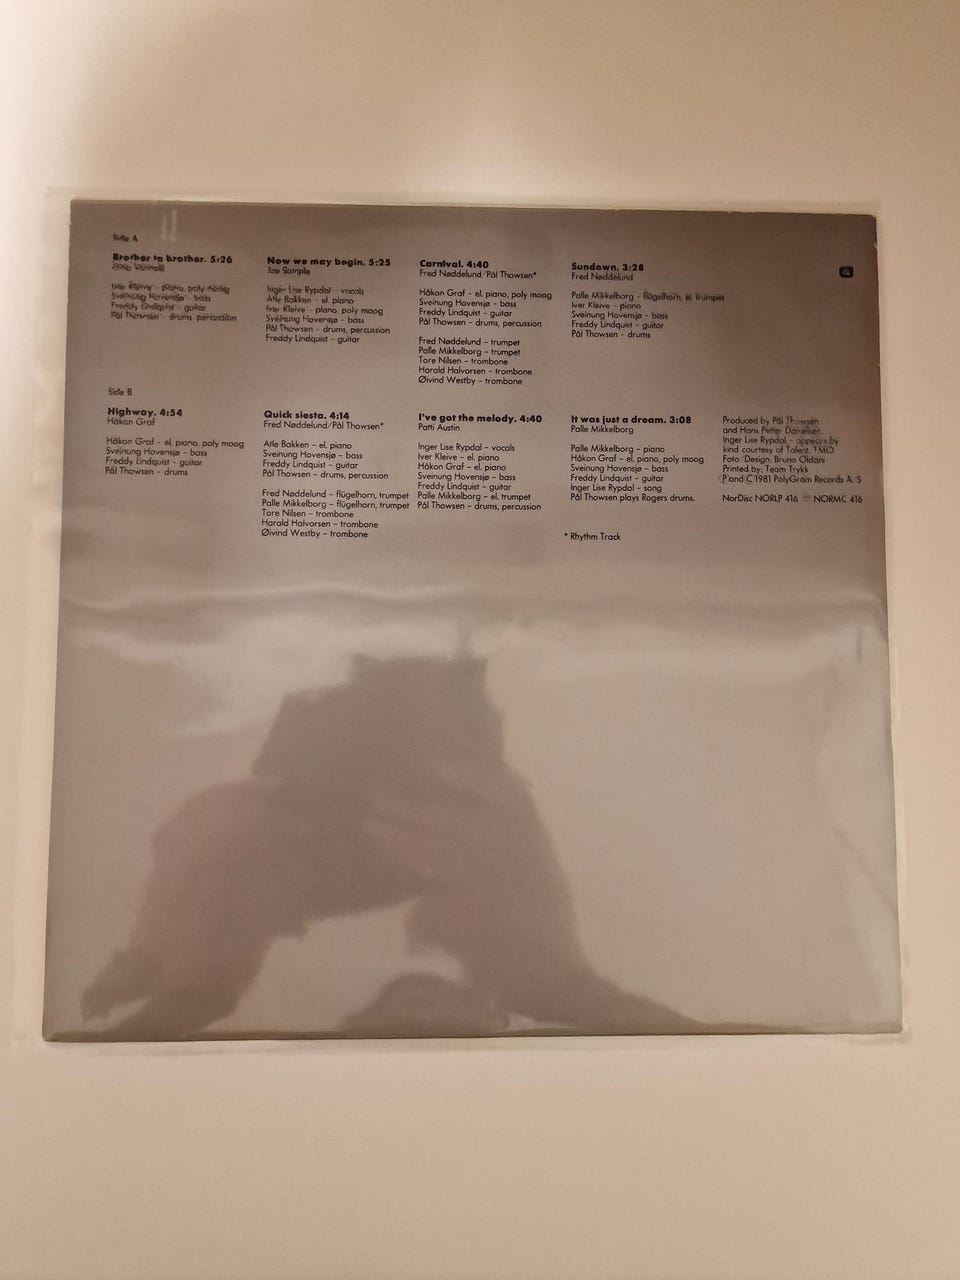 Side A
Brother to brother. 5:26
Iver Kleive - piano, poly moog
Sveinung Hovensjø - bass
Freddy Lindquist - guitar
Pål Thowsen - drums, percussion
Now we may begin. 5:25
Joe Sample
Inger Lise Rypdal - vocals
Atle Bakken - el. piano
Iver Kleive - piano, poly moog
Sveinung Hovensjø - bass
Pål Thowsen - drums, percussion
Freddy Lindquist - guitar
Carnival. 4:40
Fred Nøddelund/Pål Thowsen*
Håkon Graf - el. piano, poly moog
Sveinung Hovensjø - bass
Freddy Lindquist - guitar
Pål Thowsen - drums, percussion
Fred Nøddelund - trumpet
Palle Mikkelborg - trumpet
Tore Nilsen - trombone
Harald Halvorsen - trombone
Øivind Westby - trombone
Sundown. 3:28
Fred Nøddelund
Palle Mikkelborg - flügelhorn, el. trumpet
Iver Kleive - piano
Sveinung Hovensjø - bass
Freddy Lindquist - guitar
Pål Thowsen - drums
Side B
Highway. 4:54
Håkon Graf
Håkon Graf - el. piano, poly moog
Sveinung Hovensjø - bass
Freddy Lindquist - guitar
Pål Thowsen - drums
Quick siesta. 4:14
Fred Nøddelund/Pål Thowsen*
Atle Bakken - el. piano
Sveinung Hovensjø - bass
Freddy Lindquist - guitar
Pål Thowsen - drums, percussion
Fred Nøddelund - flügelhorn, trumpet
Palle Mikkelborg - flügelhorn, trumpet
Tore Nilsen - trombone
Harald Halvorsen - trombone
Øivind Westby - trombone
I've got the melody. 4:40
Patti Austin
Inger Lise Rypdal - vocals
Iver Kleive - el. piano
Håkon Graf - el. piano
Sveinung Hovensjø - bass
Freddy Lindquist - guitar
Palle Mikkelborg - el. trumpet
Pål Thowsen - drums, percussion
It was just a dream. 3:08
Palle Mikkelborg
Palle Mikkelborg - piano
Håkon Graf - el. piano, poly moog
Sveinung Hovensjø - bass
Freddy Lindquist - guitar
Inger Lise Rypdal - song
Pål Thowsen plays Rogers drums.
* Rhythm Track
Produced by Pål Thowsen
and Hans Petter Danielsen.
Inger Lise Rypdal - appears by
kind courtesy of Talent. TMO
Foto/Design. Bruno Oldani
Printed by: Team Trykk
Ⓟ and Ⓒ 1981 PolyGram Records A/S
NorDisc NORLP 416 NORMC 416